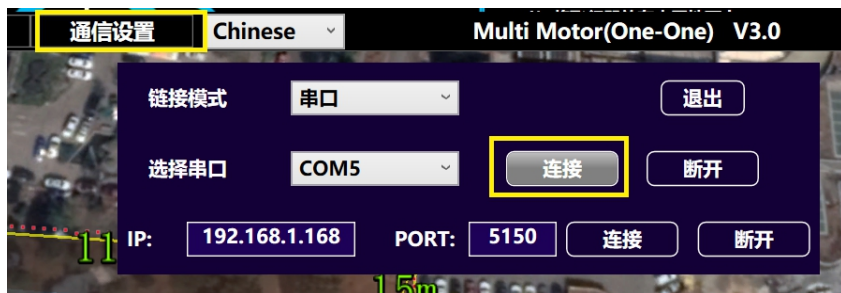 通信设置 Chinese Multi Motor(One-One) V3.0
链接模式 串口 退出
选择串口 COM5 连接 断开
IP: 192.168.1.168 PORT: 5150 连接 断开
11
15m